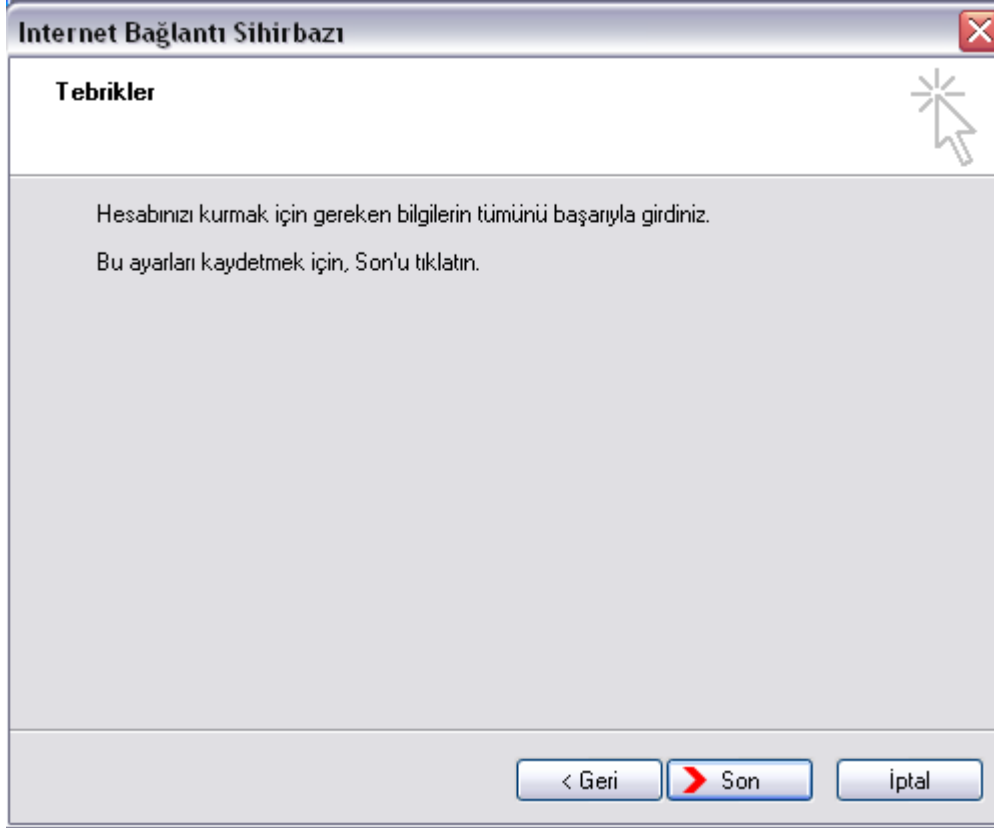 Internet Bağlantı Sihirbazı
Tebrikler
Hesabınızı kurmak için gereken bilgilerin tümünü başarıyla girdiniz.
Bu ayarları kaydetmek için, Son'u tıklatın.
< Geri
Son
İptal